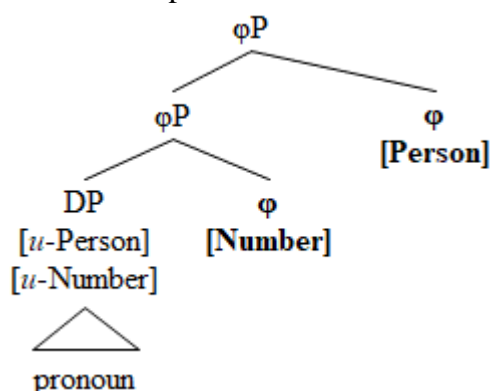 φP
φP φ
[Person]
DP φ
[u-Person] [Number]
[u-Number]
pronoun